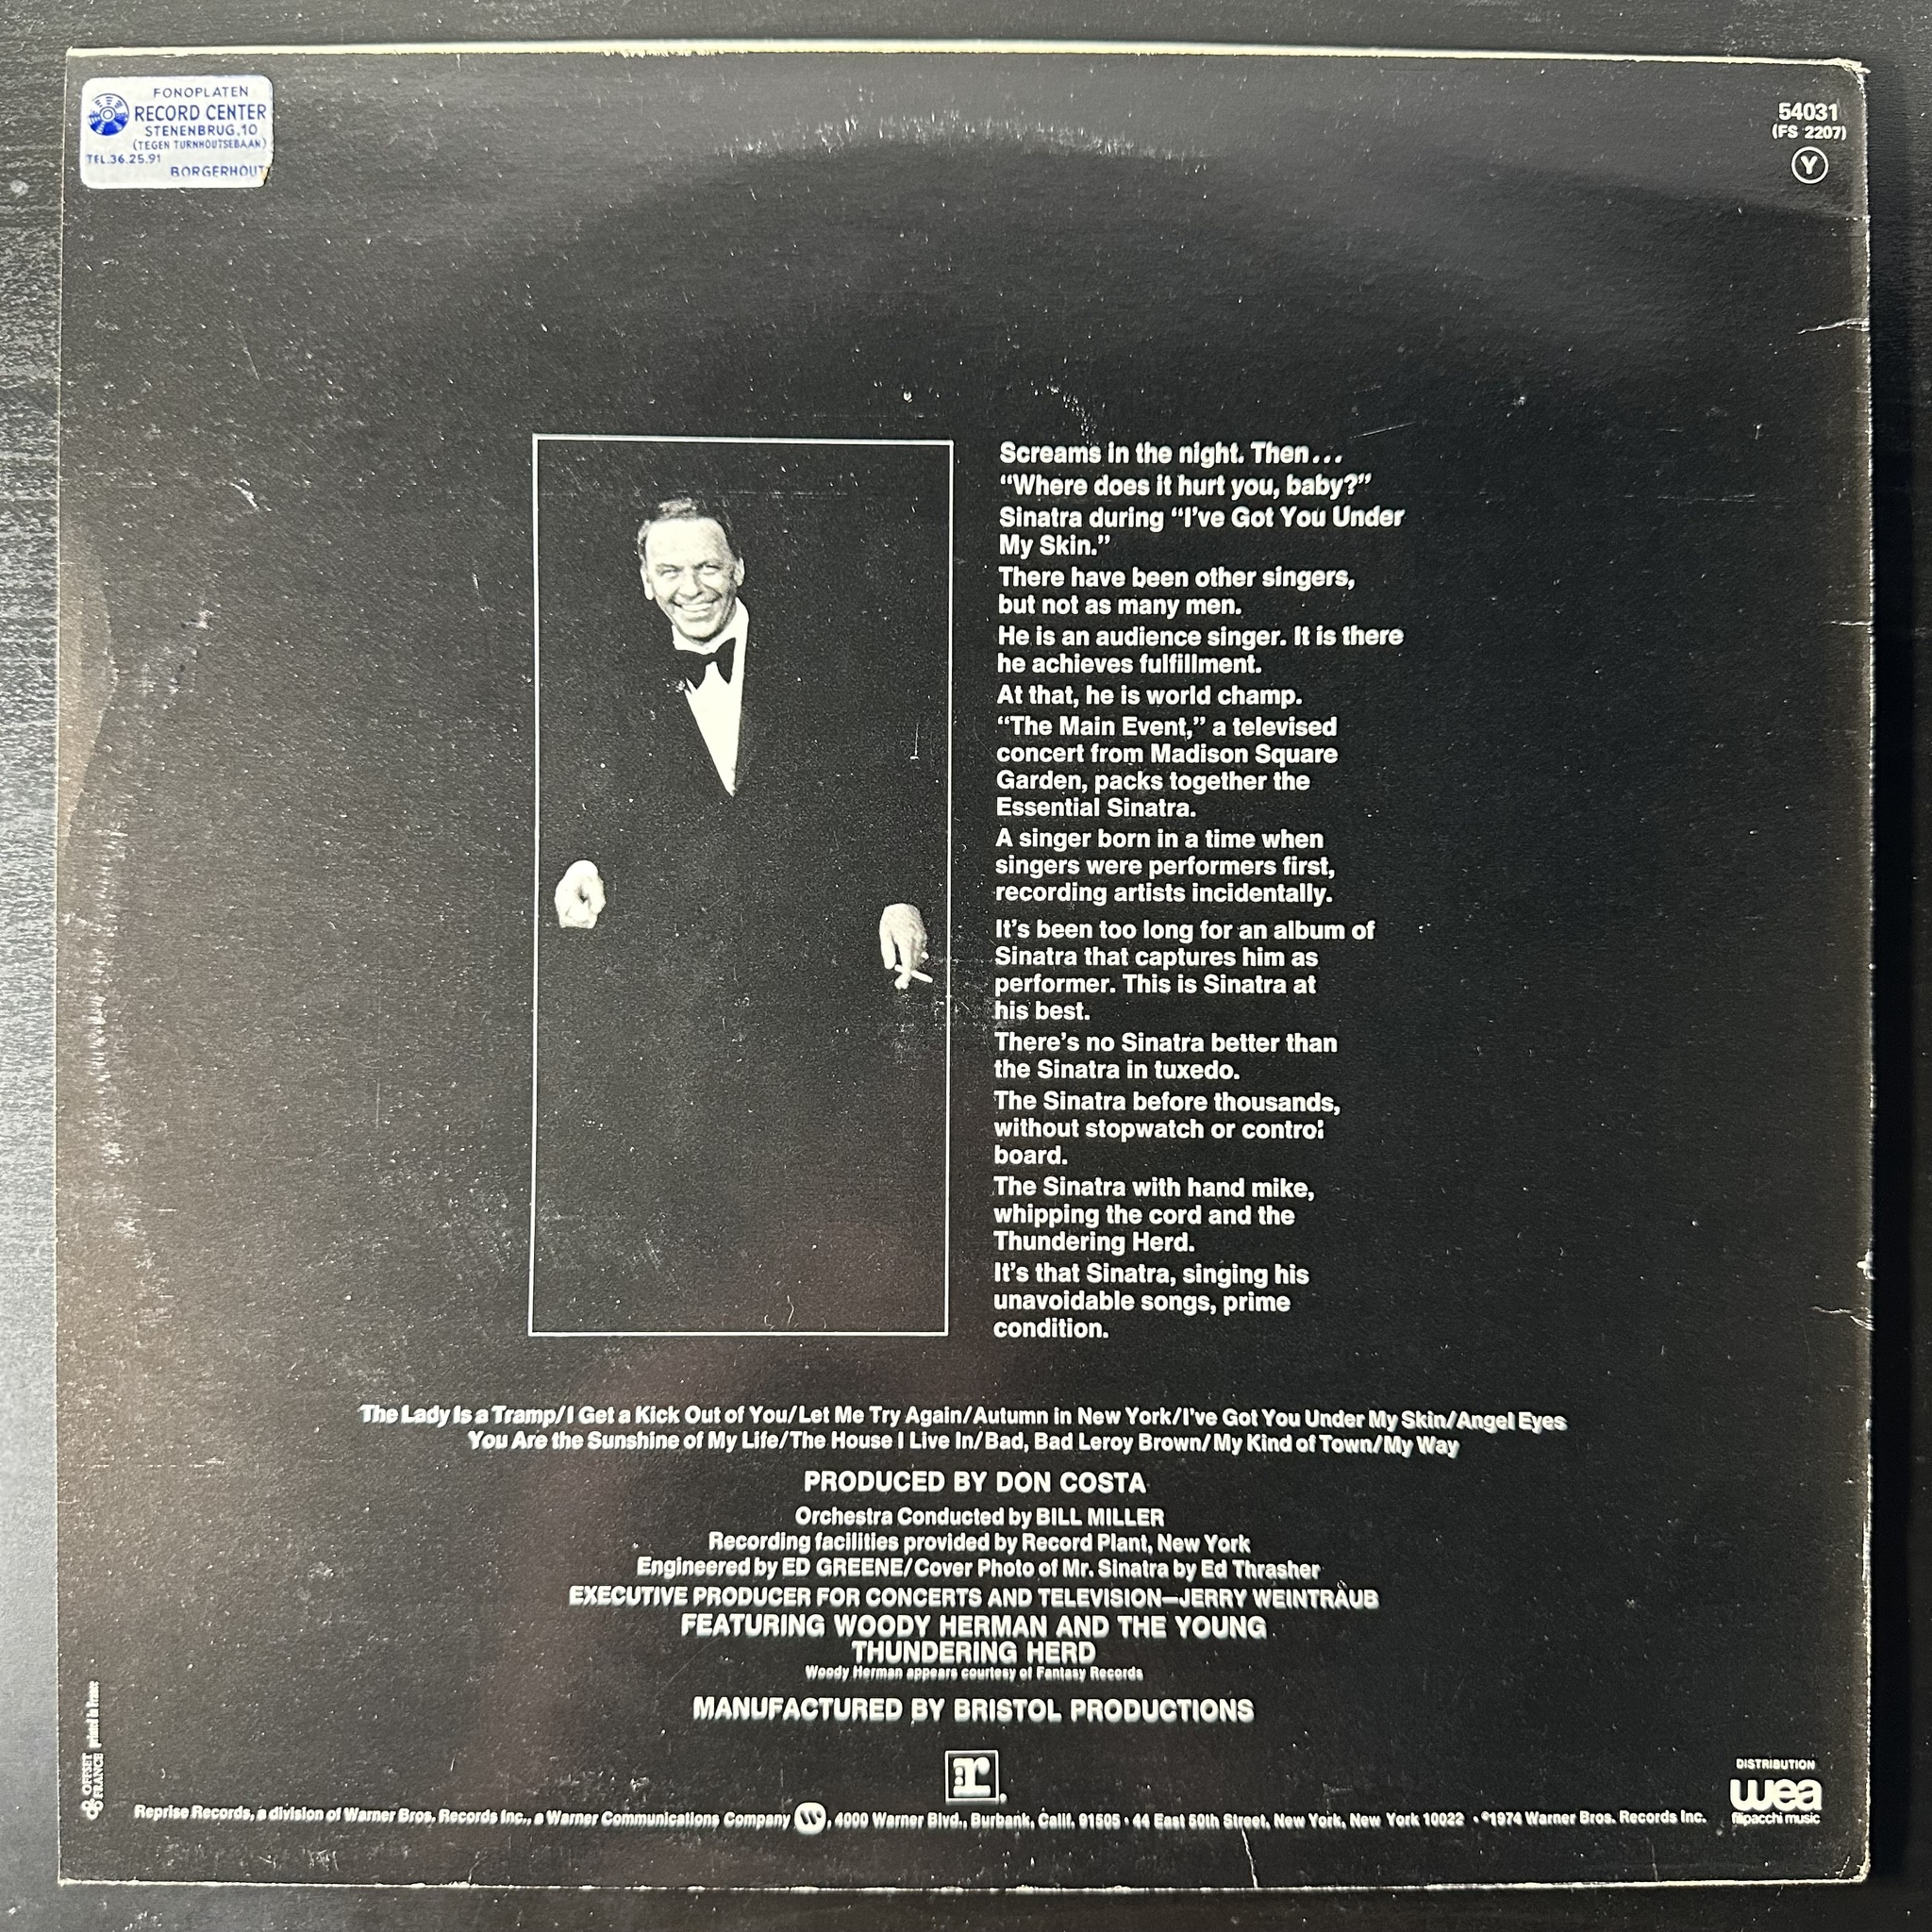 FONOPLATEN
RECORD CENTER
STENENBRUG,10
(TEGEN TURNHOUTSEBAAN)
TEL.36.25.91
BORGERHOUT
54031
(FS 2207)
Y
Screams in the night. Then...
“Where does it hurt you, baby?”
Sinatra during “I’ve Got You Under
My Skin.”
There have been other singers,
but not as many men.
He is an audience singer. It is there
he achieves fulfillment.
At that, he is world champ.
“The Main Event,” a televised
concert from Madison Square
Garden, packs together the
Essential Sinatra.
A singer born in a time when
singers were performers first,
recording artists incidentally.
It’s been too long for an album of
Sinatra that captures him as
performer. This is Sinatra at
his best.
There’s no Sinatra better than
the Sinatra in tuxedo.
The Sinatra before thousands,
without stopwatch or control
board.
The Sinatra with hand mike,
whipping the cord and the
Thundering Herd.
It’s that Sinatra, singing his
unavoidable songs, prime
condition.
The Lady Is a Tramp/I Get a Kick Out of You/Let Me Try Again/Autumn in New York/I've Got You Under My Skin/Angel Eyes
You Are the Sunshine of My Life/The House I Live In/Bad, Bad Leroy Brown/My Kind of Town/My Way
PRODUCED BY DON COSTA
Orchestra Conducted by BILL MILLER
Recording facilities provided by Record Plant, New York
Engineered by ED GREENE/Cover Photo of Mr. Sinatra by Ed Thrasher
EXECUTIVE PRODUCER FOR CONCERTS AND TELEVISION—JERRY WEINTRAUB
FEATURING WOODY HERMAN AND THE YOUNG
THUNDERING HERD
Woody Herman appears courtesy of Fantasy Records
MANUFACTURED BY BRISTOL PRODUCTIONS
:r
OFFSET FRANCE printed in france
Reprise Records, a division of Warner Bros. Records Inc., a Warner Communications Company W, 4000 Warner Blvd., Burbank, Calif. 91505 • 44 East 50th Street, New York, New York 10022 • ©1974 Warner Bros. Records Inc.
DISTRIBUTION
wea
filipacchi music